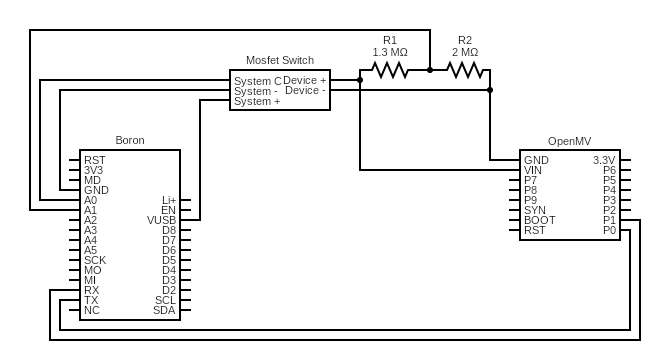 R1
1.3 MΩ
R2
2 MΩ
Mosfet Switch
System C
Device +
System -
Device -
System +
Boron
RST
3V3
MD
GND
A0
A1
A2
A3
A4
A5
SCK
MO
MI
RX
TX
NC
Li+
EN
VUSB
D8
D7
D6
D5
D4
D3
D2
SCL
SDA
OpenMV
GND
VIN
P7
P8
P9
SYN
BOOT
RST
3.3V
P6
P5
P4
P3
P2
P1
P0